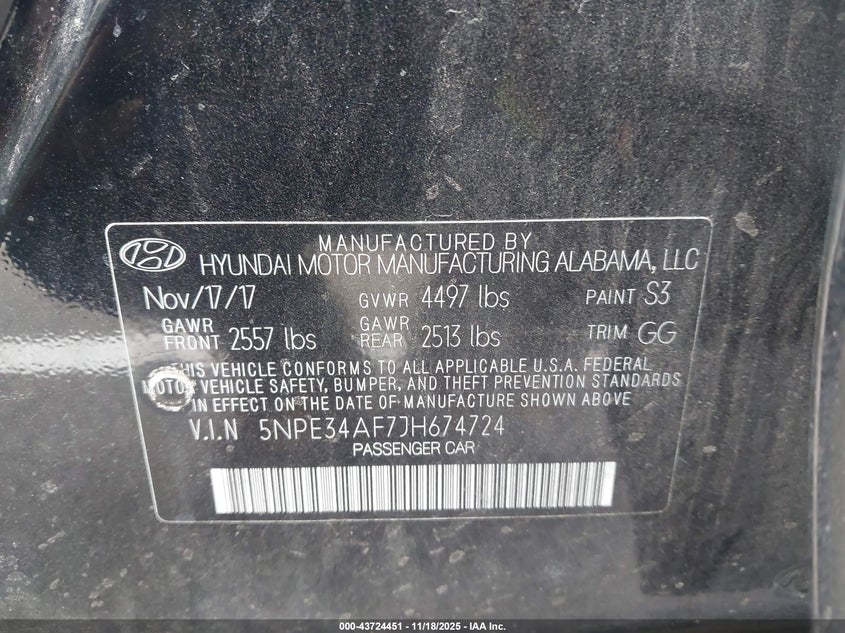 MANUFACTURED BY
HYUNDAI MOTOR MANUFACTURING ALABAMA, LLC
Nov/17/17 GVWR 4497 lbs PAINT S3
GAWR FRONT 2557 lbs GAWR REAR 2513 lbs TRIM GG
THIS VEHICLE CONFORMS TO ALL APPLICABLE U.S.A. FEDERAL
MOTOR VEHICLE SAFETY, BUMPER, AND THEFT PREVENTION STANDARDS
IN EFFECT ON THE DATE OF MANUFACTURE SHOWN ABOVE
V.I.N 5NPE34AF7JH674724
PASSENGER CAR
000-43724451 - 11/18/2025 - IAA Inc.